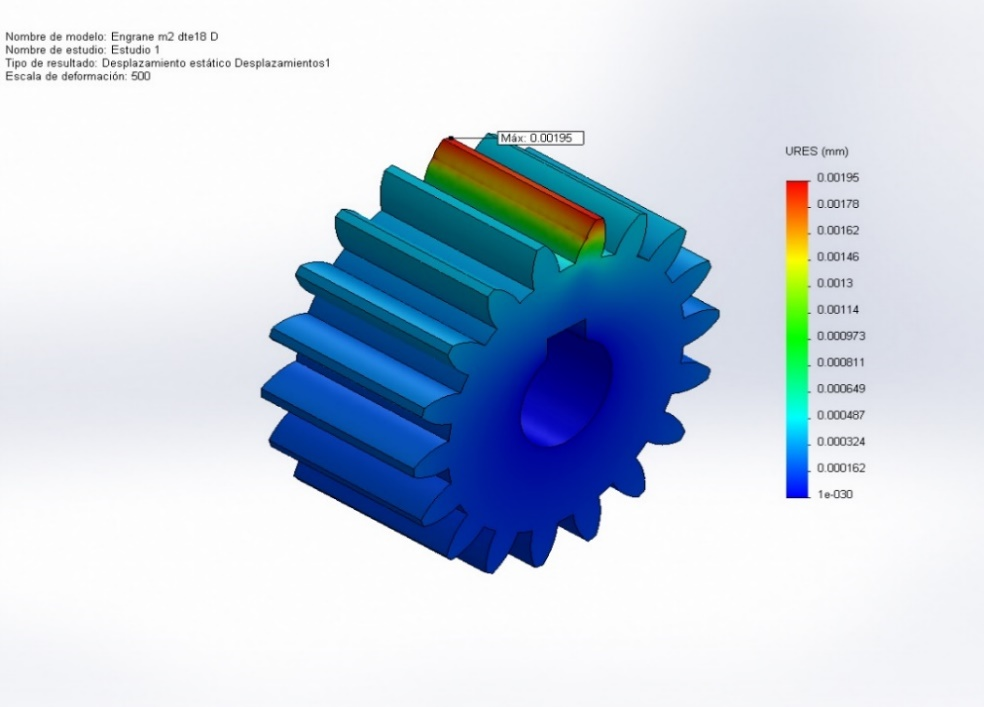 Nombre de modelo: Engrane m2 dte18 D
Nombre de estudio: Estudio 1
Tipo de resultado: Desplazamiento estático Desplazamientos1
Escala de deformación: 500
Máx: 0.00195
URES (mm)
0.00195
0.00178
0.00162
0.00146
0.0013
0.00114
0.000973
0.000811
0.000649
0.000487
0.000324
0.000162
1e-030